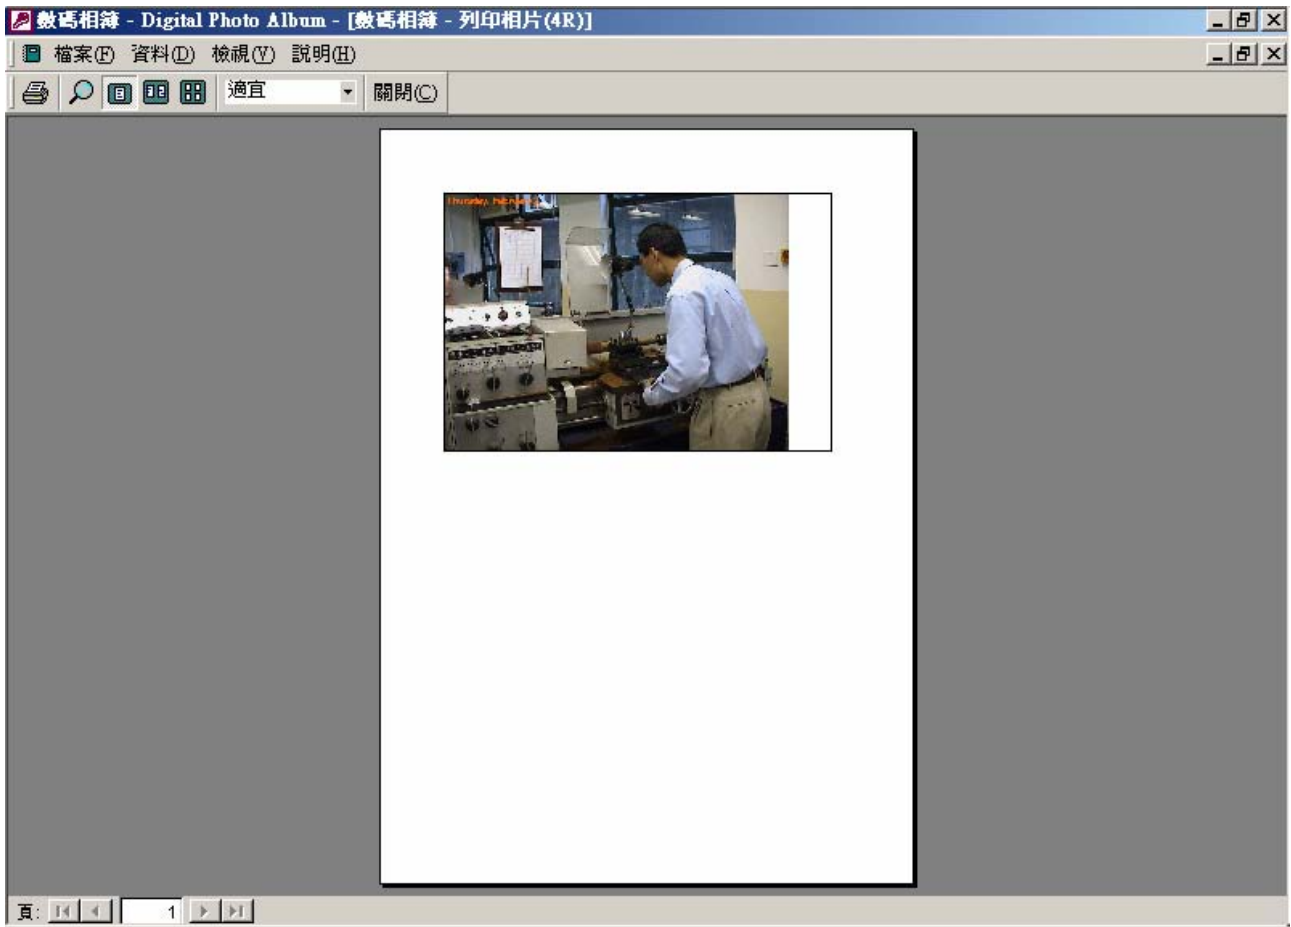 數碼相簿 - Digital Photo Album - [數碼相簿 - 列印相片(4R)]
檔案(F) 資料(D) 檢視(V) 說明(H)
適宜 關閉(C)
Thursday,
頁: 1